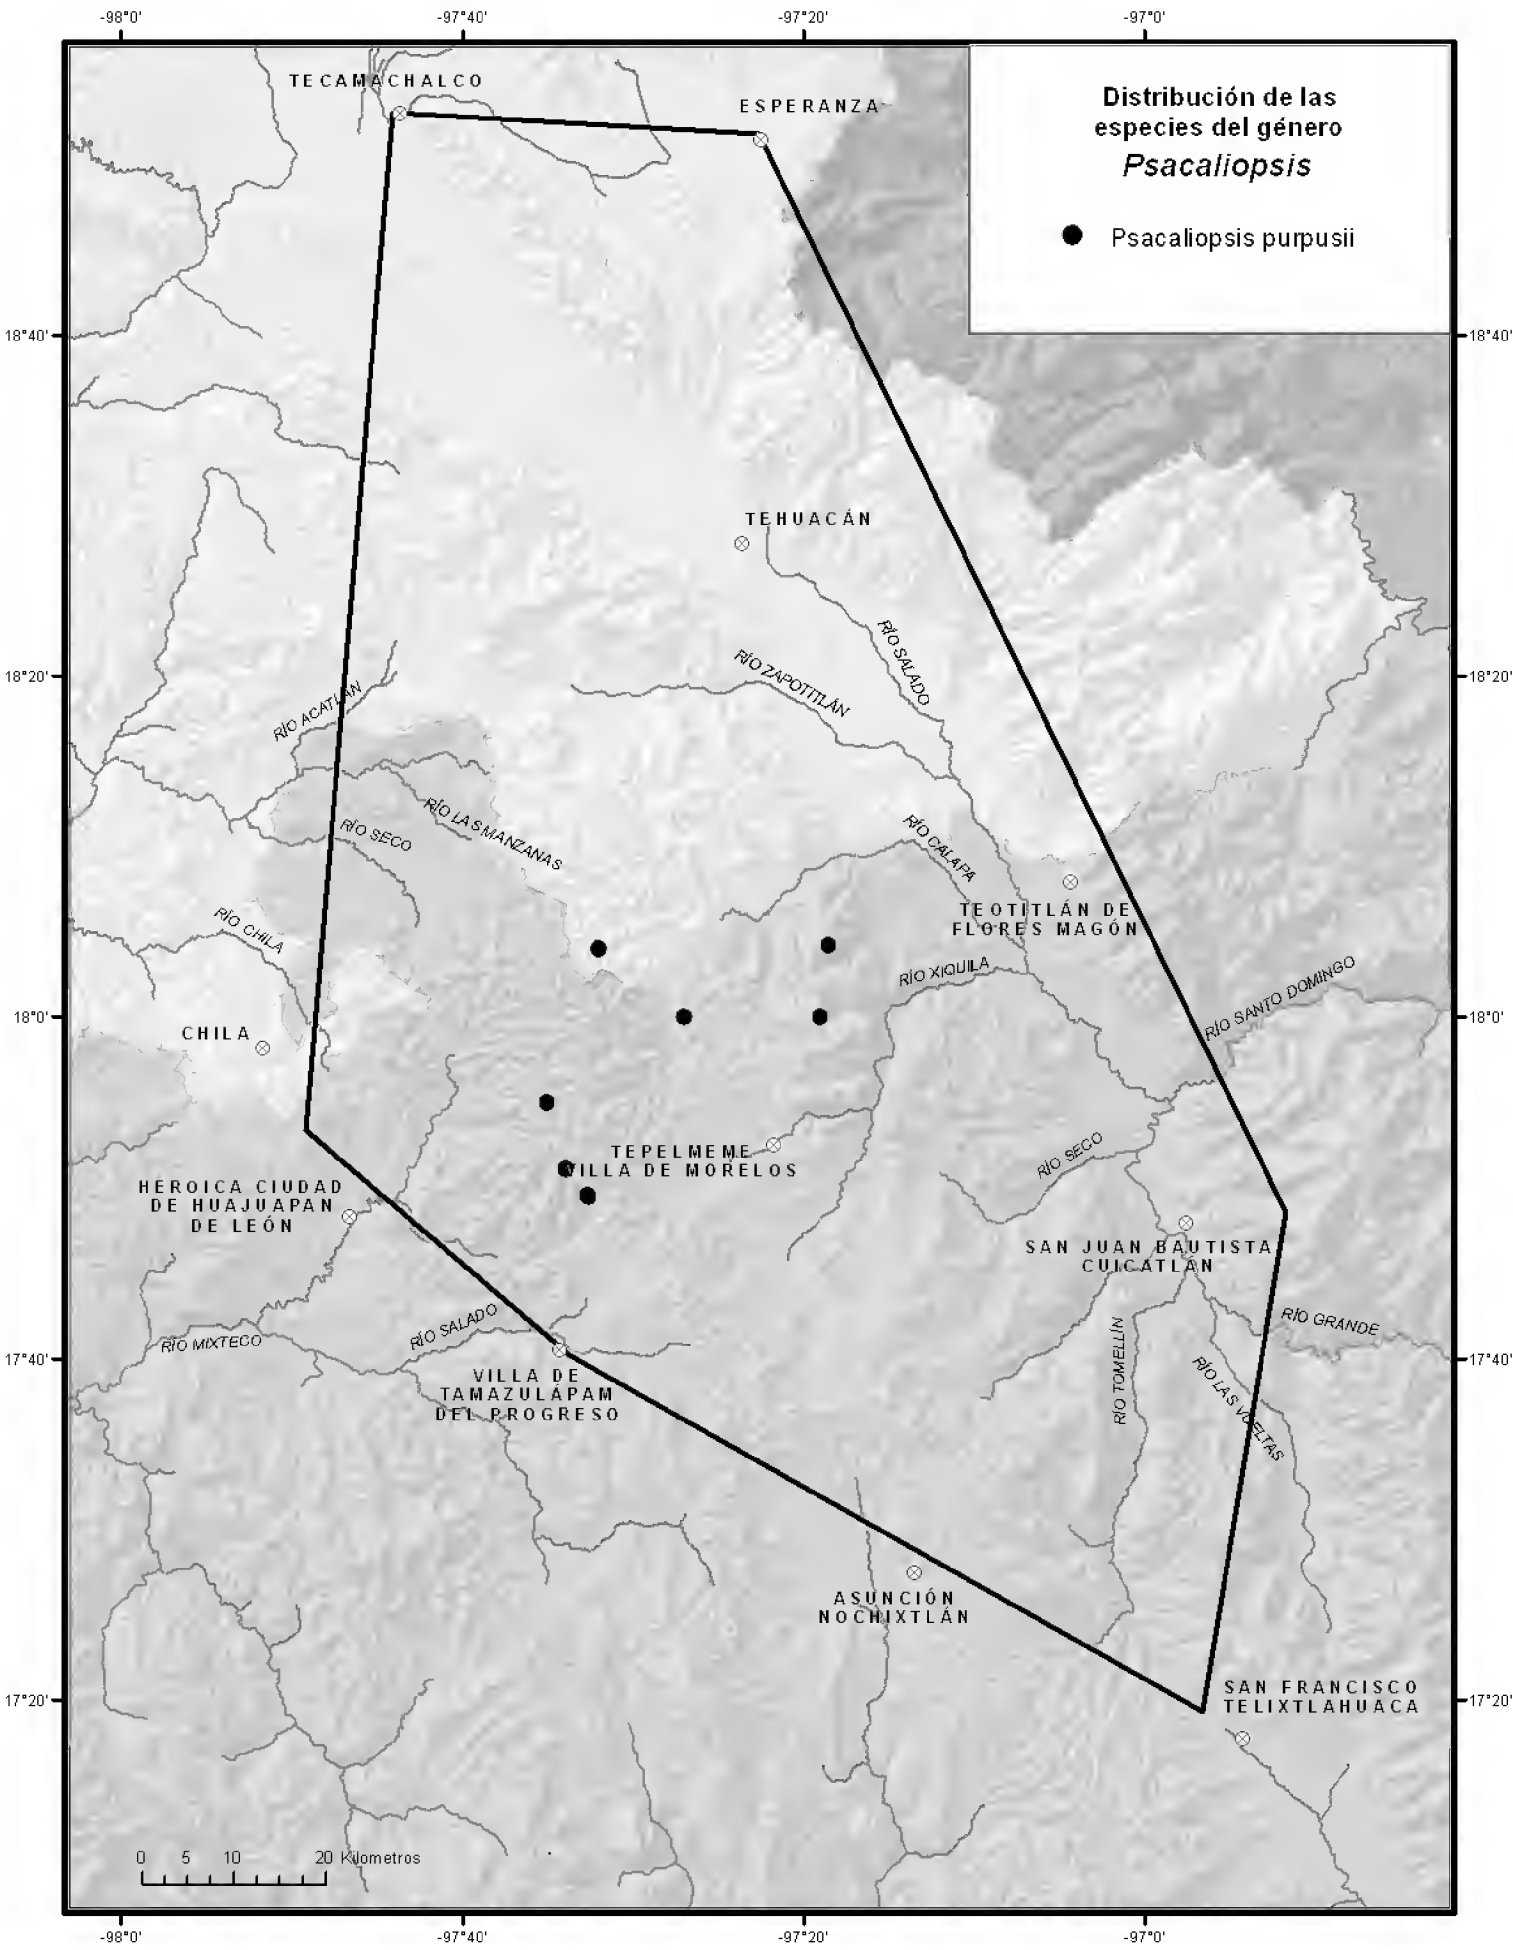 -98°0'
-97°40'
-97°20'
-97°0'
TECAMACHALCO
ESPERANZA
Distribución de las
especies del género
Psacaliopsis
Psacaliopsis purpusii
18°40'
18°40'
TEHUACÁN
RÍO SALADO
18°20'
18°20'
RÍO ZAPOTITLÁN
RÍO ACATLÁN
RÍO LAS MANZANAS
RÍO SECO
RÍO CALAPA
TEOTITLÁN DE
FLORES MAGÓN
RÍO CHILA
RÍO XIQUILA
RÍO SANTO DOMINGO
18°0'
18°0'
CHILA
TEPELMEME
VILLA DE MORELOS
RÍO SECO
HEROICA CIUDAD
DE HUAJUAPAN
DE LEÓN
SAN JUAN BAUTISTA
CUICATLÁN
RÍO GRANDE
RÍO MIXTECO
RÍO SALADO
17°40'
17°40'
RÍO TOMELLÍN
RÍO LAS VUELTAS
VILLA DE
TAMAZULÁPAM
DEL PROGRESO
ASUNCIÓN
NOCHIXTLÁN
17°20'
17°20'
SAN FRANCISCO
TELIXTLAHUACA
0 5 10 20 Kilometros
-98°0'
-97°40'
-97°20'
-97°0'